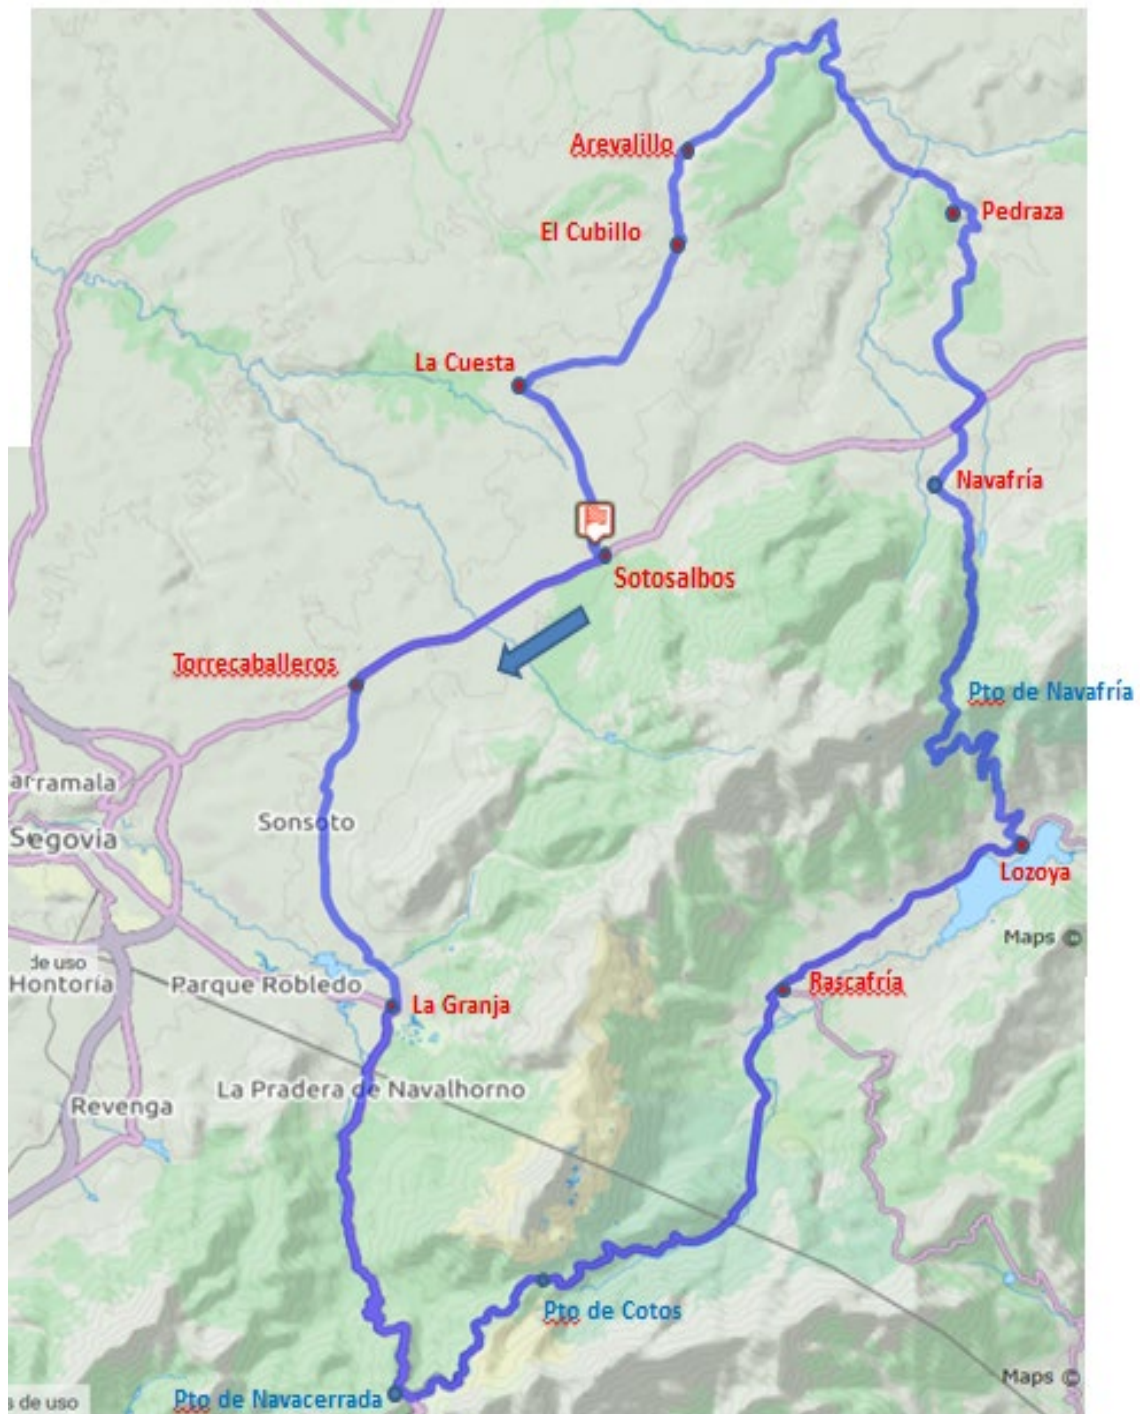 Arevalillo
Pedraza
El Cubillo
La Cuesta
Navafría
Sotosalbos
Torrecaballeros
Pto de Navafría
arramala
Sonsoto
Segovia
Lozoya
Maps ©
de uso
Hontoria
Parque Robledo
Rascafría
La Granja
La Pradera de Navalhorno
Revenga
Pto de Cotos
Maps ©
Pto de Navacerrada
s de uso